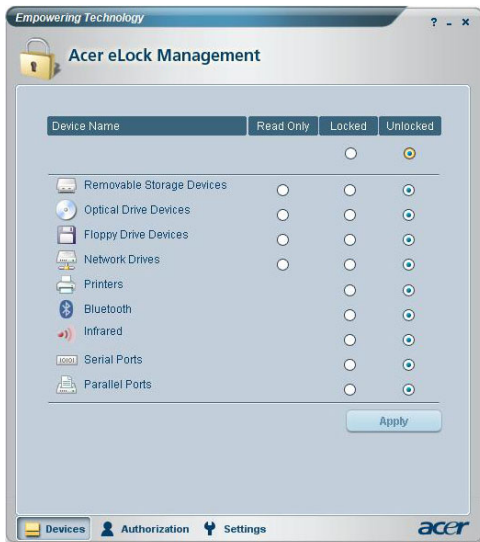 Empowering Technology
? - x
Acer eLock Management
Device Name Read Only Locked Unlocked
Removable Storage Devices
Optical Drive Devices
Floppy Drive Devices
Network Drives
Printers
Bluetooth
Infrared
10101 Serial Ports
Parallel Ports
Apply
Devices Authorization Settings acer